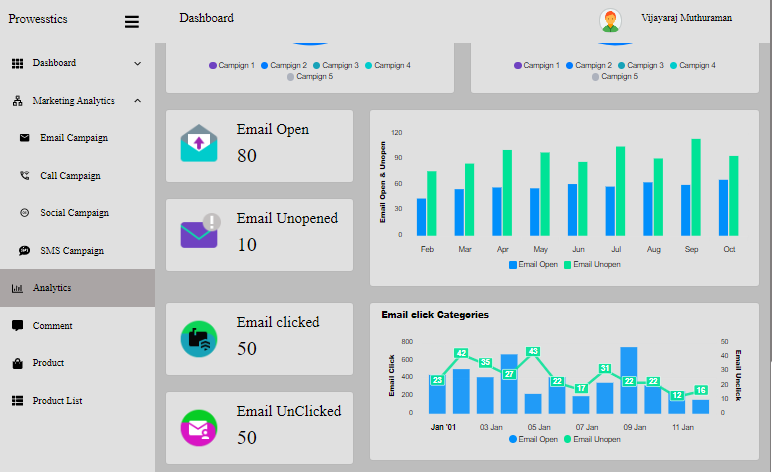 Prowesstics
Dashboard
Vijayaraj Muthuraman
Dashboard
Marketing Analytics
Email Campaign
Call Campaign
Social Campaign
SMS Campaign
Analytics
Comment
Product
Product List
Campign 1 Campign 2 Campign 3 Campign 4
Campign 5
Campign 1 Campign 2 Campign 3 Campign 4
Campign 5
Email Open
80
Email Unopened
10
Email Open & Unopen
120
90
60
30
0
Feb Mar Apr May Jun Jul Aug Sep Oct
Email Open Email Unopen
Email clicked
50
Email UnClicked
50
Email click Categories
Email Click
800
600
400
200
0
23 42 35 27 43 22 17 31 22 22 12 16
50
40
30
20
10
0
Email Unclick
Jan '01 03 Jan 05 Jan 07 Jan 09 Jan 11 Jan
Email Open Email Unopen